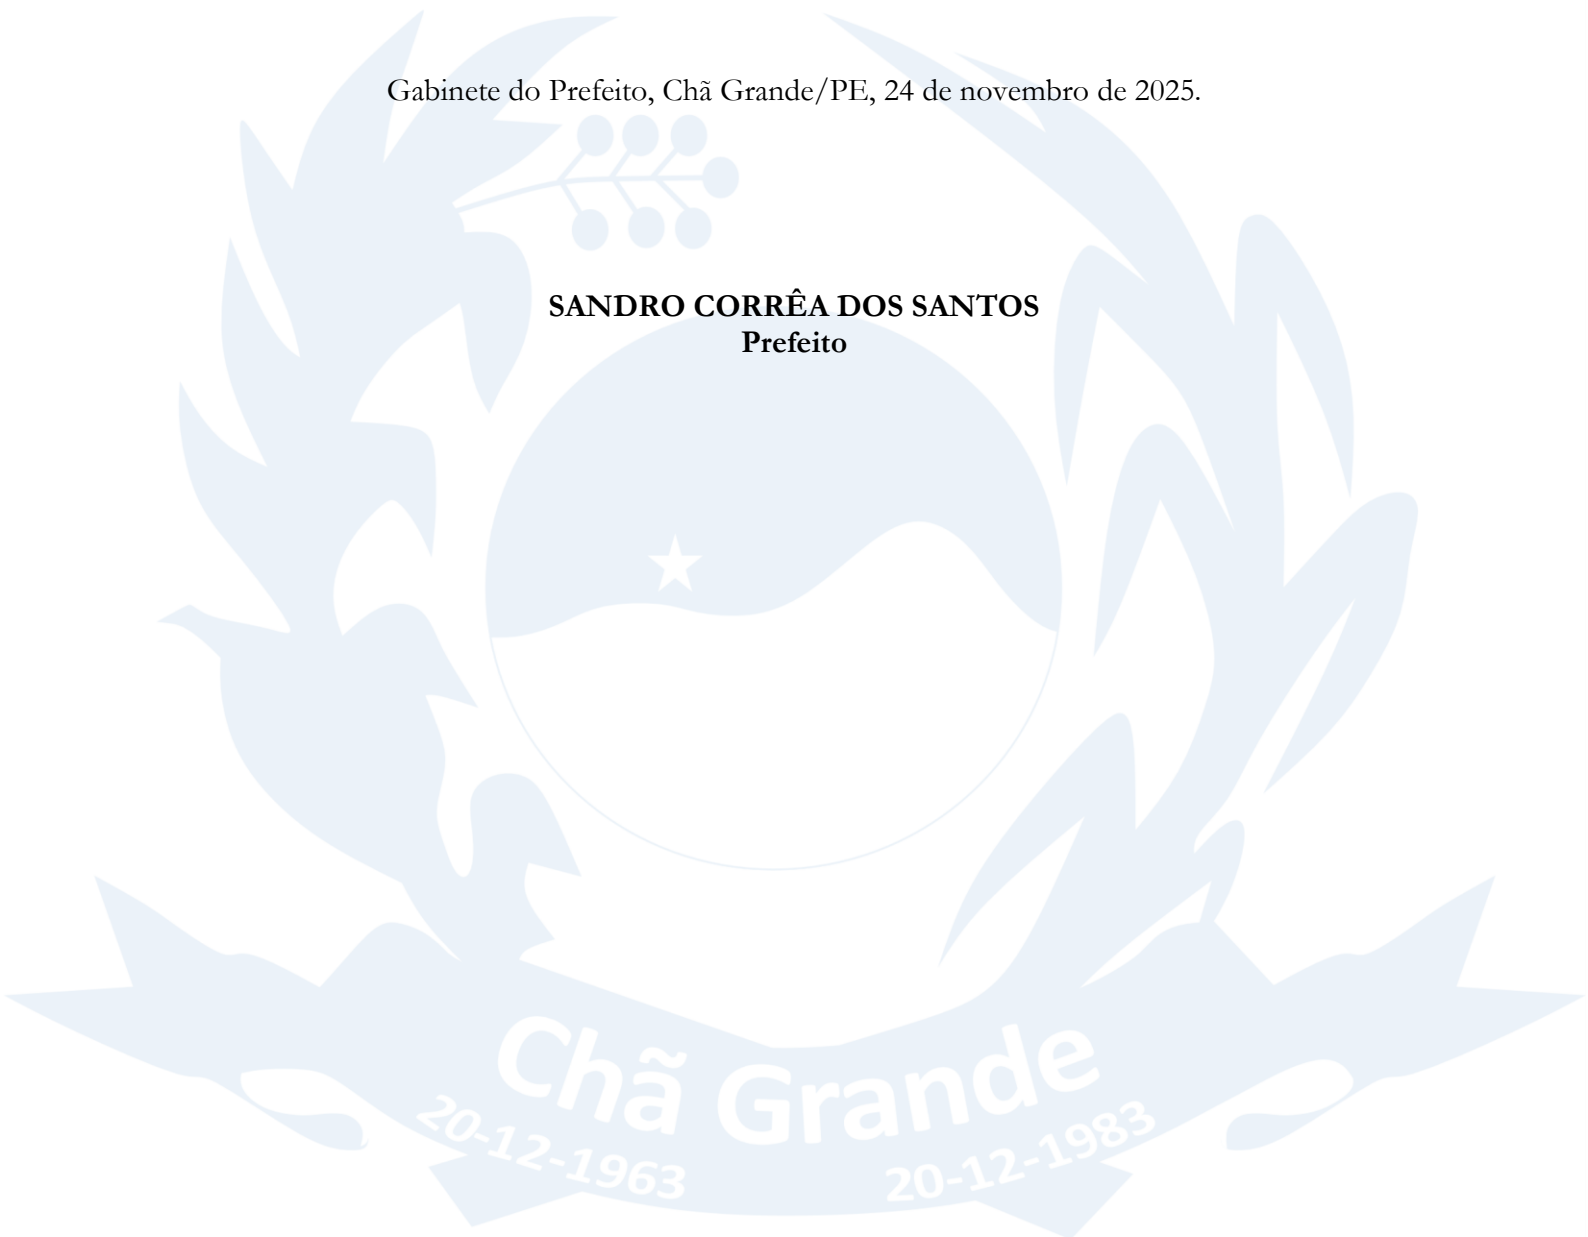 Gabinete do Prefeito, Chã Grande/PE, 24 de novembro de 2025.
SANDRO CORRÊA DOS SANTOS
Prefeito
Chã Grande
20-12-1963
20-12-1983